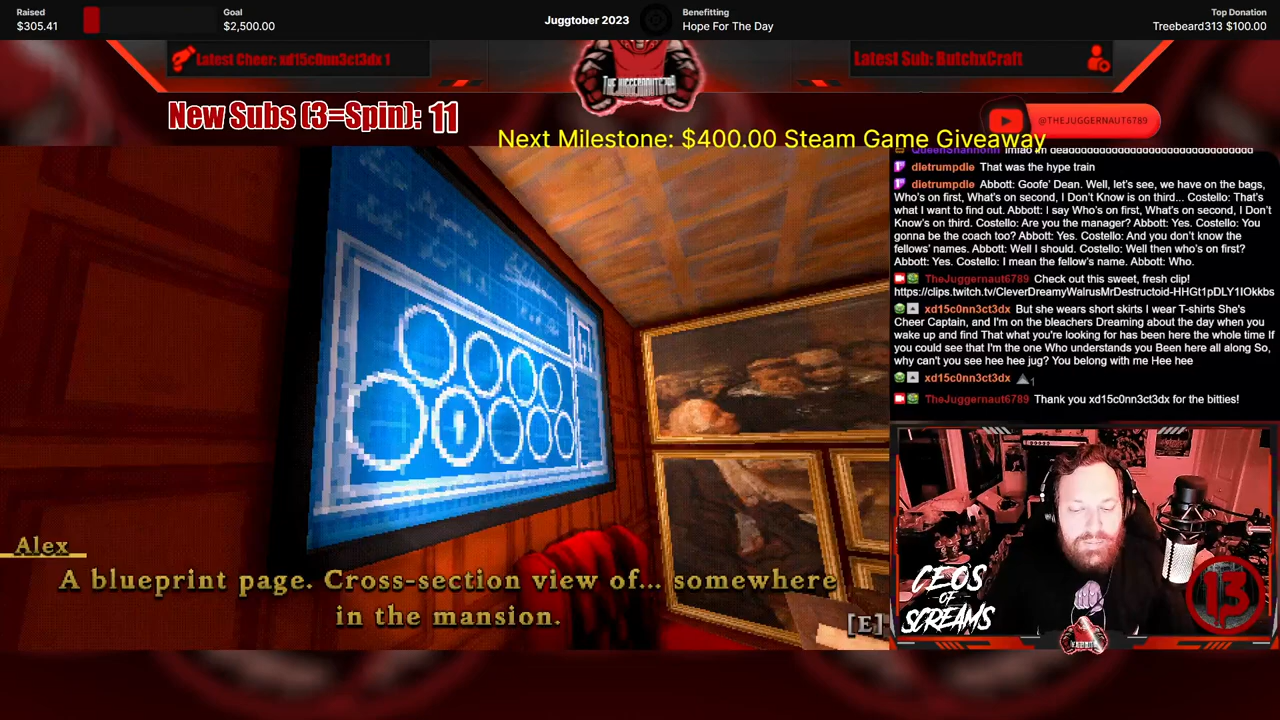 Raised
$305.41
Goal
$2,500.00
Juggtober 2023
Benefitting
Hope For The Day
Top Donation
Treebeard313 $100.00
Latest Cheer: xd15c0nn3ct3dx 1
THEJUGGERNAUT6789
Latest Sub: ButchxCraft
New Subs (3=Spin): 11
@THEJUGGERNAUT6789
Next Milestone: $400.00 Steam Game Giveaway
dietrumpdie That was the hype train
dietrumpdie Abbott: Goofe' Dean. Well, let's see, we have on the bags,
Who's on first, What's on second, I Don't Know is on third... Costello: That's
what I want to find out. Abbott: I say Who's on first, What's on second, I Don't
Know's on third. Costello: Are you the manager? Abbott: Yes. Costello: You
gonna be the coach too? Abbott: Yes. Costello: And you don't know the
fellows' names. Abbott: Well I should. Costello: Well then who's on first?
Abbott: Yes. Costello: I mean the fellow's name. Abbott: Who.
TheJuggernaut6789 Check out this sweet, fresh clip!
https://clips.twitch.tv/CleverDreamyWalrusMrDestructoid-HHGt1pDLY1IOkkbs
xd15c0nn3ct3dx But she wears short skirts I wear T-shirts She's
Cheer Captain, and I'm on the bleachers Dreaming about the day when you
wake up and find That what you're looking for has been here the whole time If
you could see that I'm the one Who understands you Been here all along So,
why can't you see hee hee jug? You belong with me Hee hee
xd15c0nn3ct3dx 1
TheJuggernaut6789 Thank you xd15c0nn3ct3dx for the bitties!
Alex
A blueprint page. Cross-section view of... somewhere
in the mansion.
[E]
CEOS
OF
SCREAMS
13